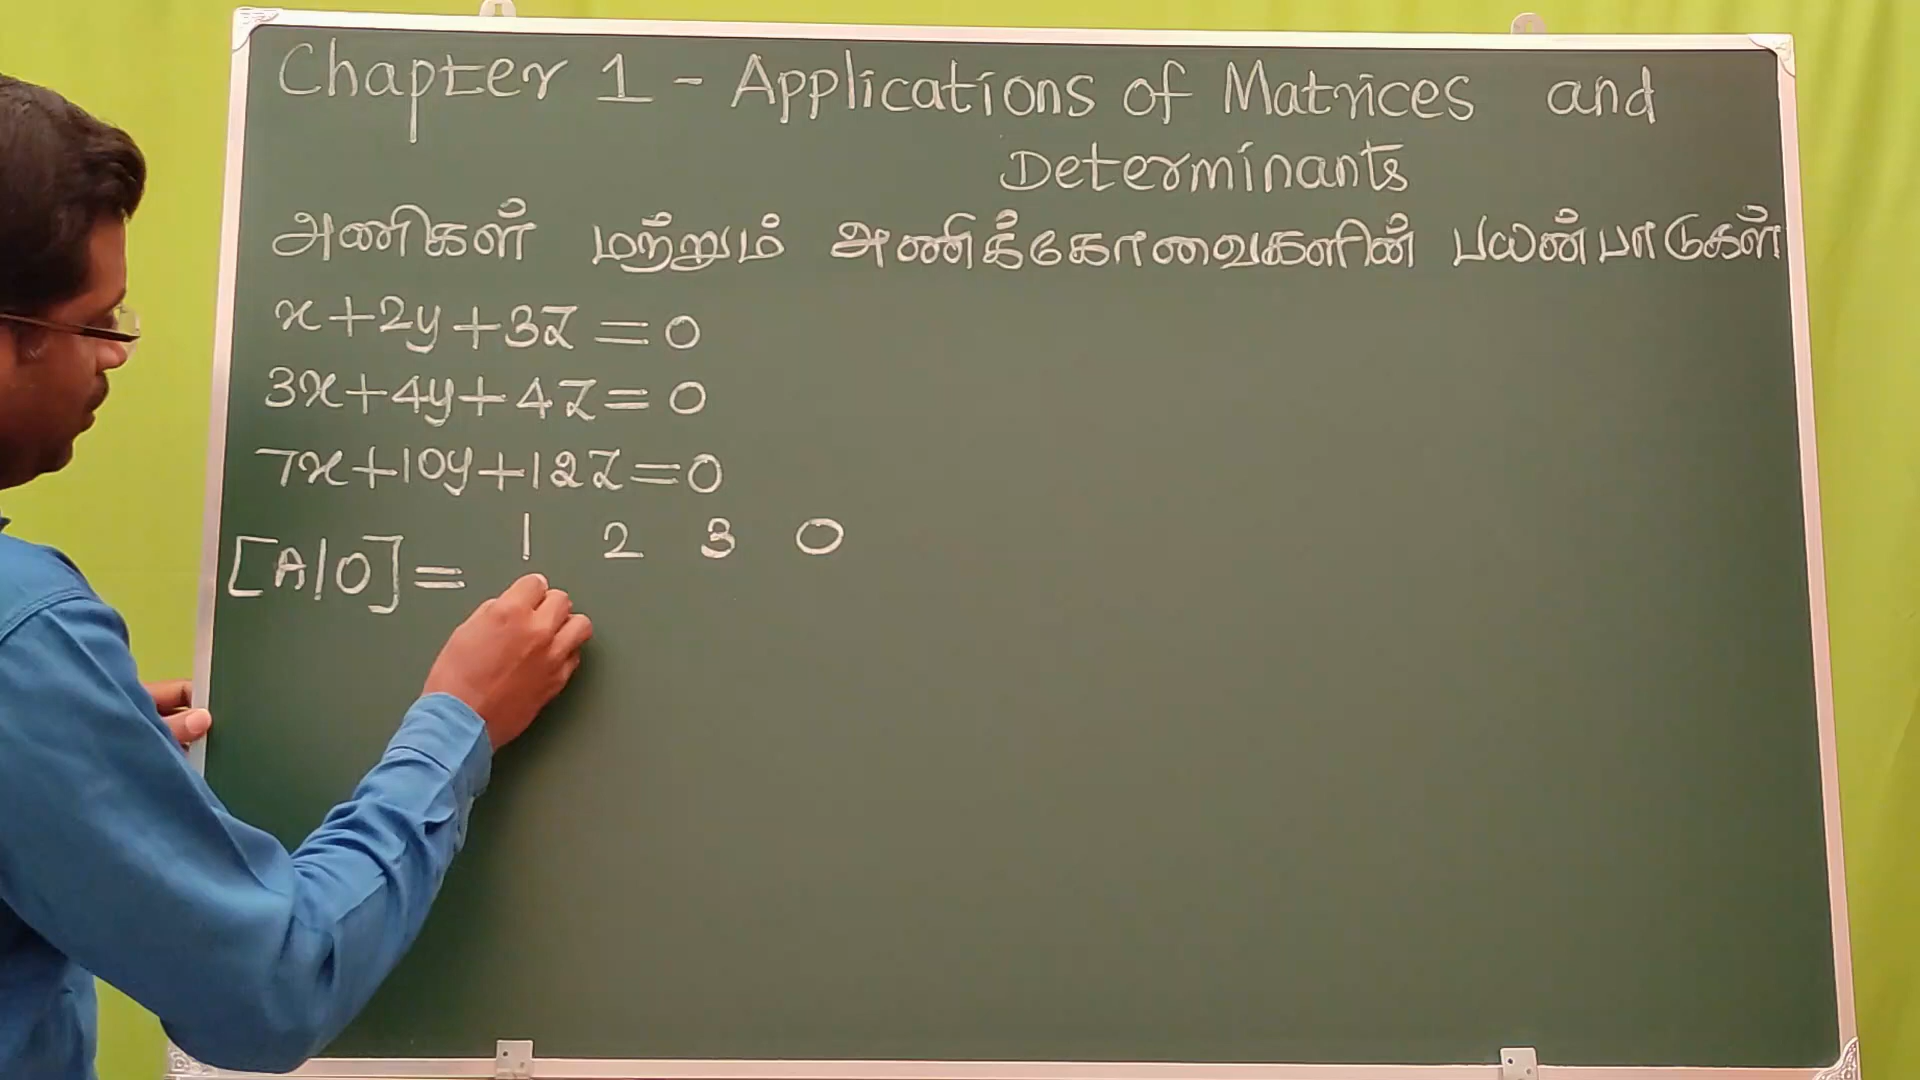 Chapter 1 - Applications of Matrices and
Determinants
அணிகள் மற்றும் அணிக்கோவைகளின் பயன்பாடுகள்
x+2y+3z=0
3x+4y+4z=0
7x+10y+12z=0
[A|0]= 1 2 3 0